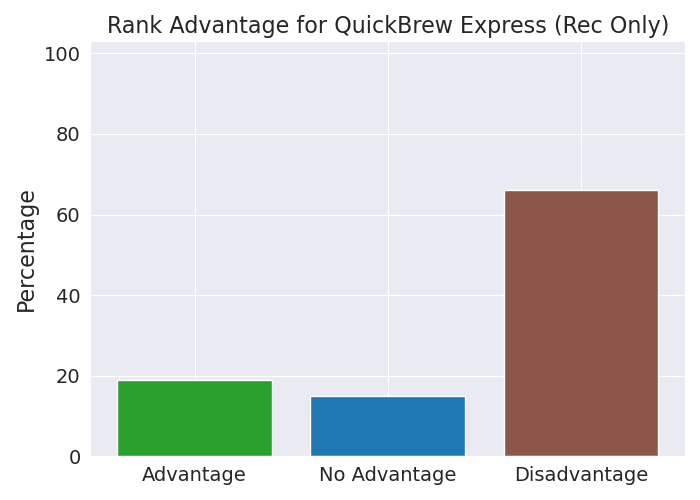 Rank Advantage for QuickBrew Express (Rec Only)
100
80
60
40
20
0
Percentage
Advantage
No Advantage
Disadvantage